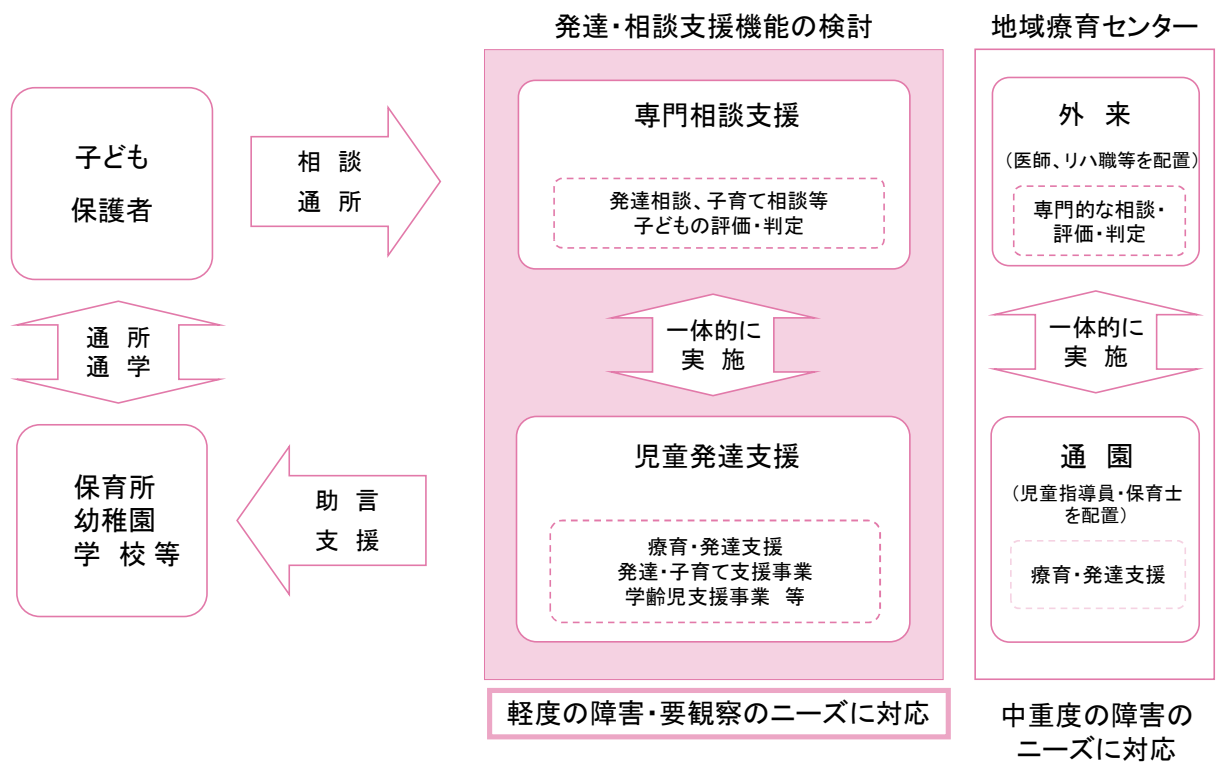 発達・相談支援機能の検討
地域療育センター
子ども
保護者
相 談
通 所
専門相談支援
発達相談、子育て相談等
子どもの評価・判定
外 来
（医師、リハ職等を配置）
専門的な相談・
評価・判定
通 所
通 学
一体的に
実 施
一体的に
実 施
保育所
幼稚園
学 校 等
助 言
支 援
児童発達支援
療育・発達支援
発達・子育て支援事業
学齢児支援事業 等
通 園
（児童指導員・保育士
を配置）
療育・発達支援
軽度の障害・要観察のニーズに対応
中重度の障害の
ニーズに対応